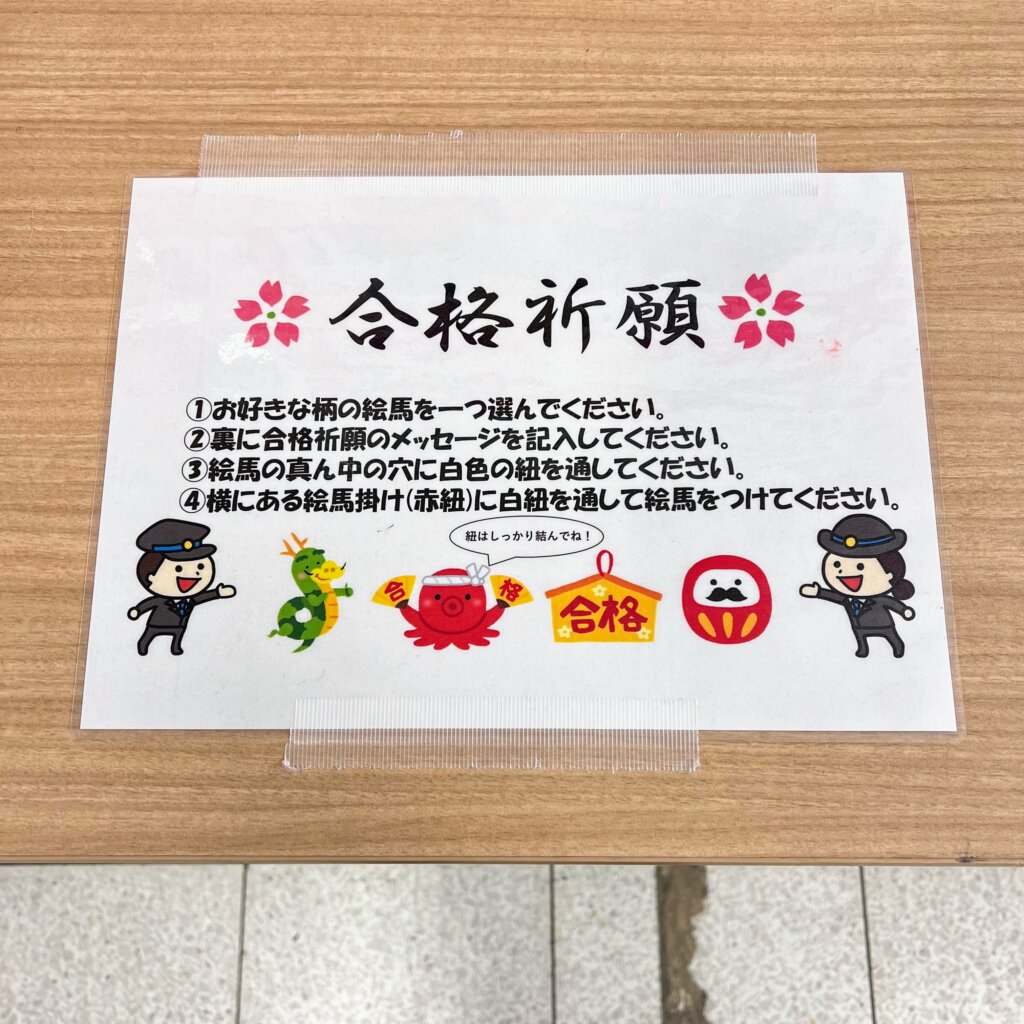 合格祈願
①お好きな柄の絵馬を一つ選んでください。
②裏に合格祈願のメッセージを記入してください。
③絵馬の真ん中の穴に白色の紐を通してください。
④横にある絵馬掛け(赤紐)に白紐を通して絵馬をつけてください。
紐はしっかり結んでね！
合 格
合格